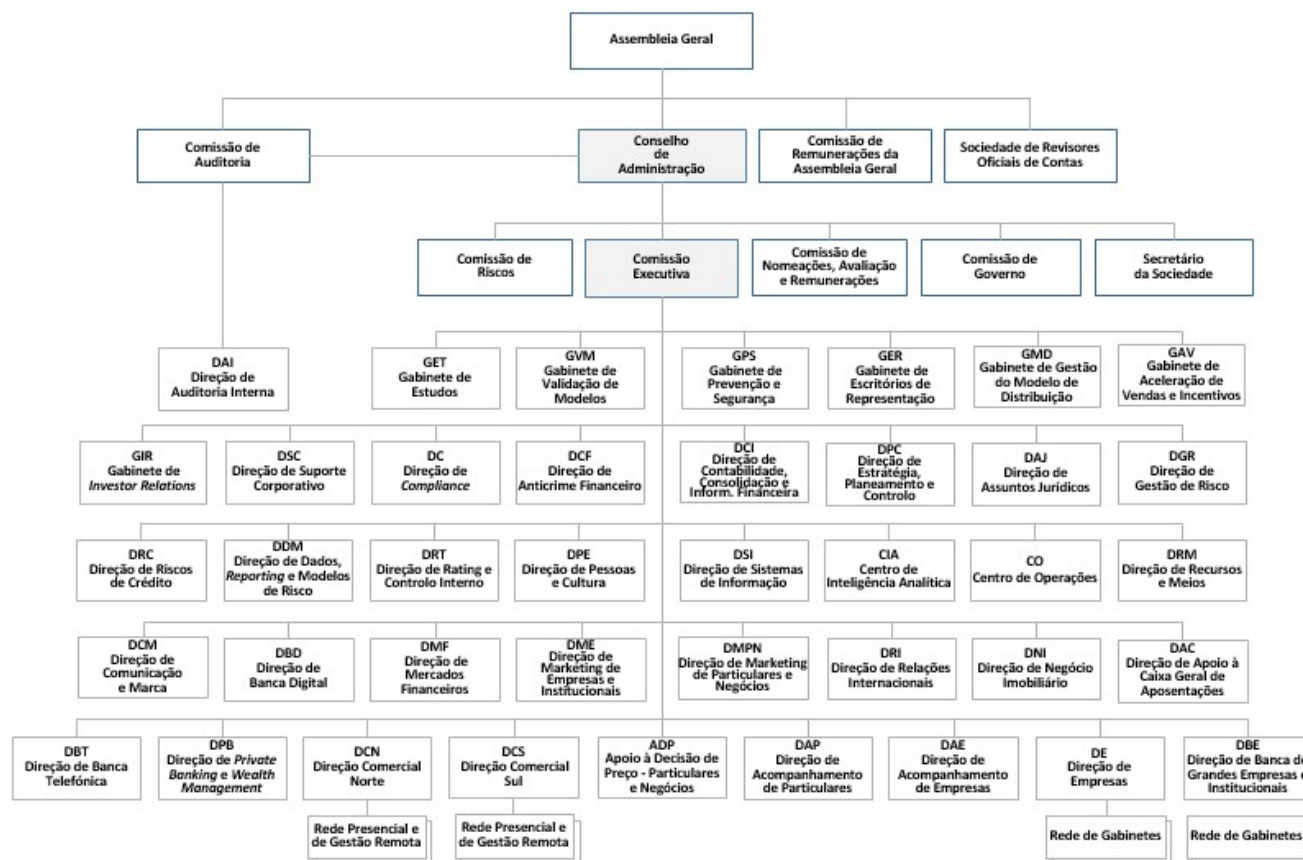 Assembleia Geral
Comissão de
Auditoria
Conselho
de
Administração
Comissão de
Remunerações da
Assembleia Geral
Sociedade de Revisores
Oficiais de Contas
Comissão de
Riscos
Comissão
Executiva
Comissão de
Nomeações, Avaliação
e Remunerações
Comissão de
Governo
Secretário
da Sociedade
DAI
Direção de
Auditoria Interna
GET
Gabinete de
Estudos
GVM
Gabinete de
Validação de
Modelos
GPS
Gabinete de
Prevenção e
Segurança
GER
Gabinete de
Escritórios de
Representação
GMD
Gabinete de Gestão
do Modelo de
Distribuição
GAV
Gabinete de
Aceleração de
Vendas e Incentivos
GIR
Gabinete de
Investor Relations
DSC
Direção de Suporte
Corporativo
DC
Direção de
Compliance
DCF
Direção de
Anticrime Financeiro
DCI
Direção de
Contabilidade,
Consolidação e
Inform. Financeira
DPC
Direção de
Estratégia,
Planeamento e
Controlo
DAJ
Direção de
Assuntos Jurídicos
DGR
Direção de
Gestão de Risco
DRC
Direção de Riscos
de Crédito
DDM
Direção de Dados,
Reporting e Modelos
de Risco
DRT
Direção de Rating e
Controlo Interno
DPE
Direção de Pessoas
e Cultura
DSI
Direção de Sistemas
de Informação
CIA
Centro de
Inteligência Analítica
CO
Centro de Operações
DRM
Direção de Recursos
e Meios
DCM
Direção de
Comunicação
e Marca
DBD
Direção de
Banca Digital
DMF
Direção de
Mercados
Financeiros
DME
Direção de
Marketing de
Empresas e
Institucionais
DMPN
Direção de Marketing
de Particulares e
Negócios
DRI
Direção de Relações
Internacionais
DNI
Direção de Negócio
Imobiliário
DAC
Direção de Apoio à
Caixa Geral de
Aposentações
DBT
Direção de Banca
Telefónica
DPB
Direção de Private
Banking e Wealth
Management
DCN
Direção Comercial
Norte
DCS
Direção Comercial
Sul
ADP
Apoio à Decisão de
Preço - Particulares
e Negócios
DAP
Direção de
Acompanhamento
de Particulares
DAE
Direção de
Acompanhamento
de Empresas
DE
Direção de
Empresas
DBE
Direção de Banca de
Grandes Empresas e
Institucionais
Rede Presencial e
de Gestão Remota
Rede Presencial e
de Gestão Remota
Rede de Gabinetes
Rede de Gabinetes